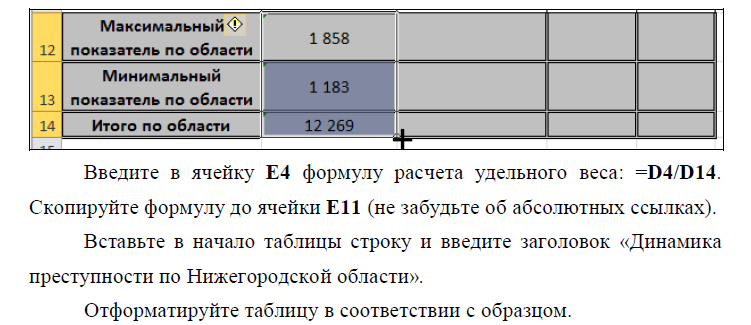 Максимальный
12 показатель по области 1 858
Минимальный
13 показатель по области 1 183
14 Итого по области 12 269
Введите в ячейку E4 формулу расчета удельного веса: =D4/D14.
Скопируйте формулу до ячейки E11 (не забудьте об абсолютных ссылках).
Вставьте в начало таблицы строку и введите заголовок «Динамика
преступности по Нижегородской области».
Отформатируйте таблицу в соответствии с образцом.